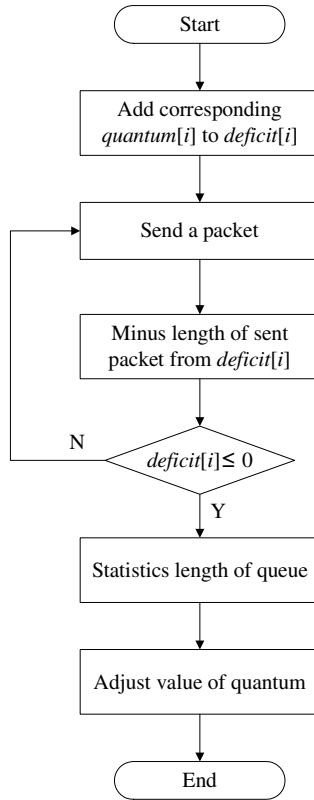 Start
Add corresponding
quantum[i] to deficit[i]
Send a packet
Minus length of sent
packet from deficit[i]
N
deficit[i]≤ 0
Y
Statistics length of queue
Adjust value of quantum
End